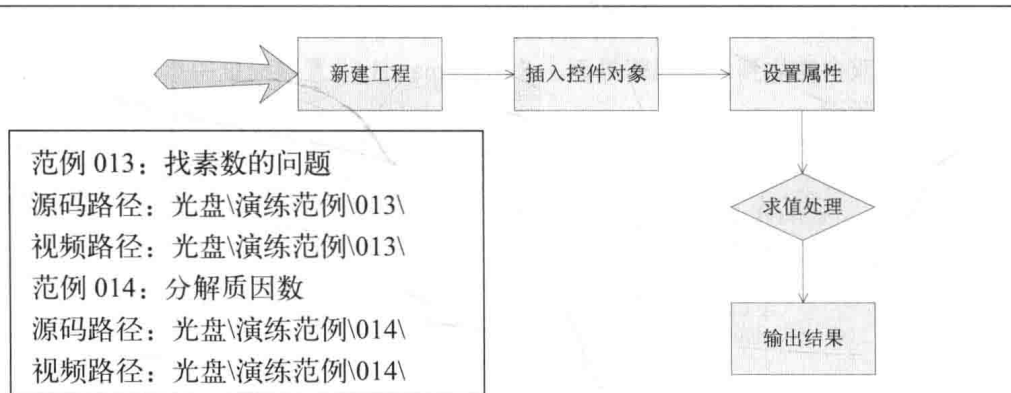 新建工程
插入控件对象
设置属性
求值处理
输出结果
范例 013：找素数的问题
源码路径：光盘\演练范例\013\
视频路径：光盘\演练范例\013\
范例 014：分解质因数
源码路径：光盘\演练范例\014\
视频路径：光盘\演练范例\014\